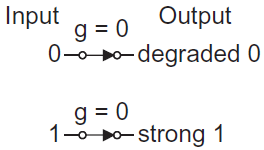 Input Output
g = 0
0 degraded 0
g = 0
1 strong 1